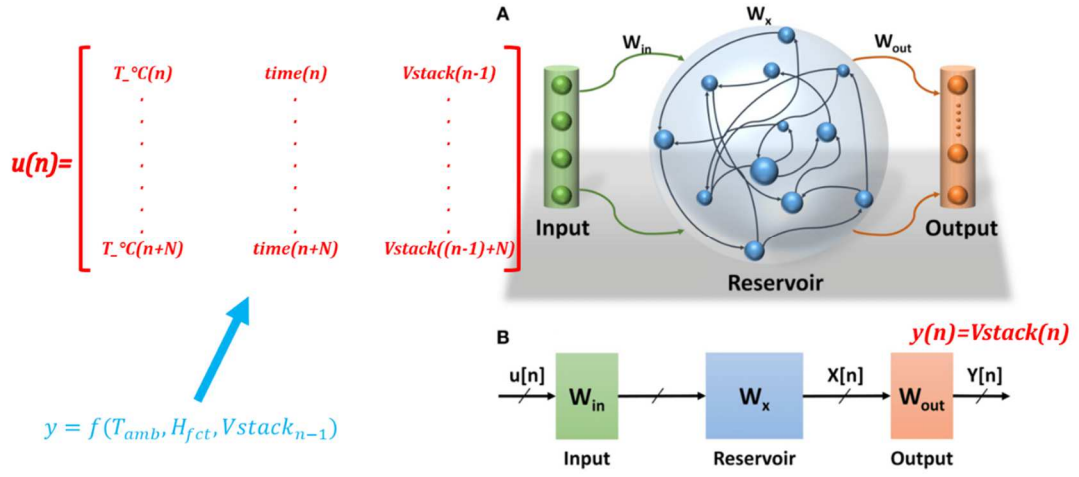 u(n)=
T_°C(n) time(n) Vstack(n-1)
. . .
. . .
. . .
. . .
. . .
. . .
. . .
T_°C(n+N) time(n+N) Vstack((n-1)+N)
y = f(T_amb, H_fct, Vstack_n−1)
A
W_in
W_x
W_out
Input
Reservoir
Output
B
y(n)=Vstack(n)
u[n]
W_in
W_x
X[n]
W_out
Y[n]
Input
Reservoir
Output